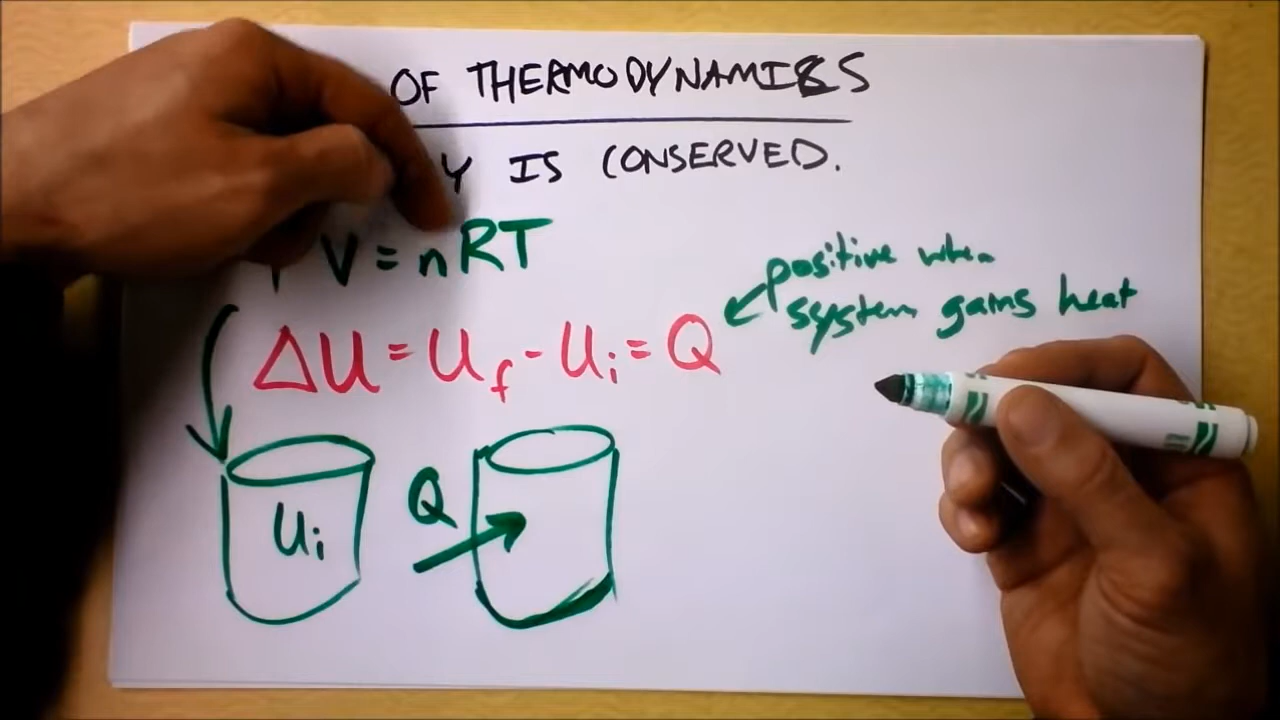 OF THERMODYNAMICS
Y IS CONSERVED.
V = nRT
positive when
system gains heat
ΔU = Uf - Ui = Q
Q
Ui